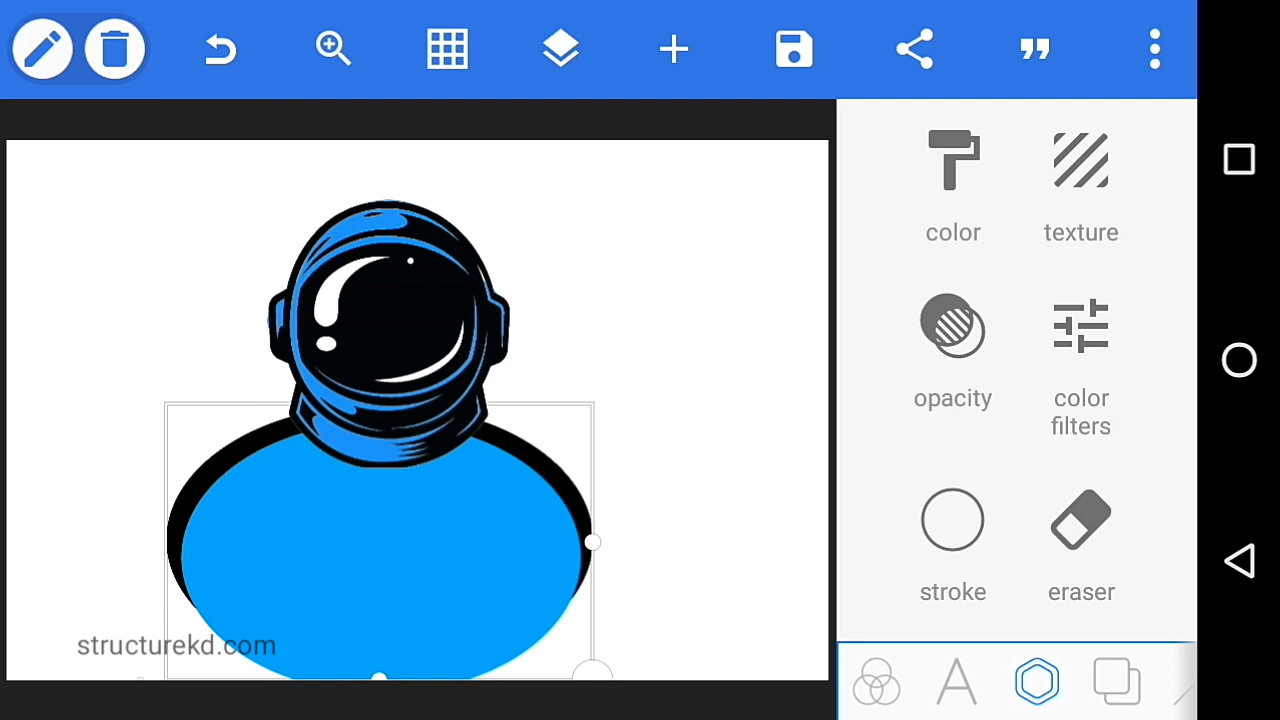 color texture
opacity color
filters
stroke eraser
structurekd.com